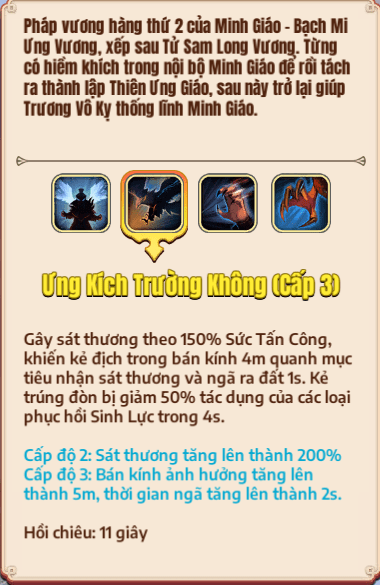 Pháp vương hàng thứ 2 của Minh Giáo - Bạch Mi
Ưng Vương, xếp sau Tử Sam Long Vương. Từng
có hiềm khích trong nội bộ Minh Giáo để rồi tách
ra thành lập Thiên Ưng Giáo, sau này trở lại giúp
Trương Vô Kỵ thống lĩnh Minh Giáo.
Ưng Kích Trường Không (Cấp 3)
Gây sát thương theo 150% Sức Tấn Công,
khiến kẻ địch trong bán kính 4m quanh mục
tiêu nhận sát thương và ngã ra đất 1s. Kẻ
trúng đòn bị giảm 50% tác dụng của các loại
phục hồi Sinh Lực trong 4s.
Cấp độ 2: Sát thương tăng lên thành 200%
Cấp độ 3: Bán kính ảnh hưởng tăng lên
thành 5m, thời gian ngã tăng lên thành 2s.
Hồi chiêu: 11 giây